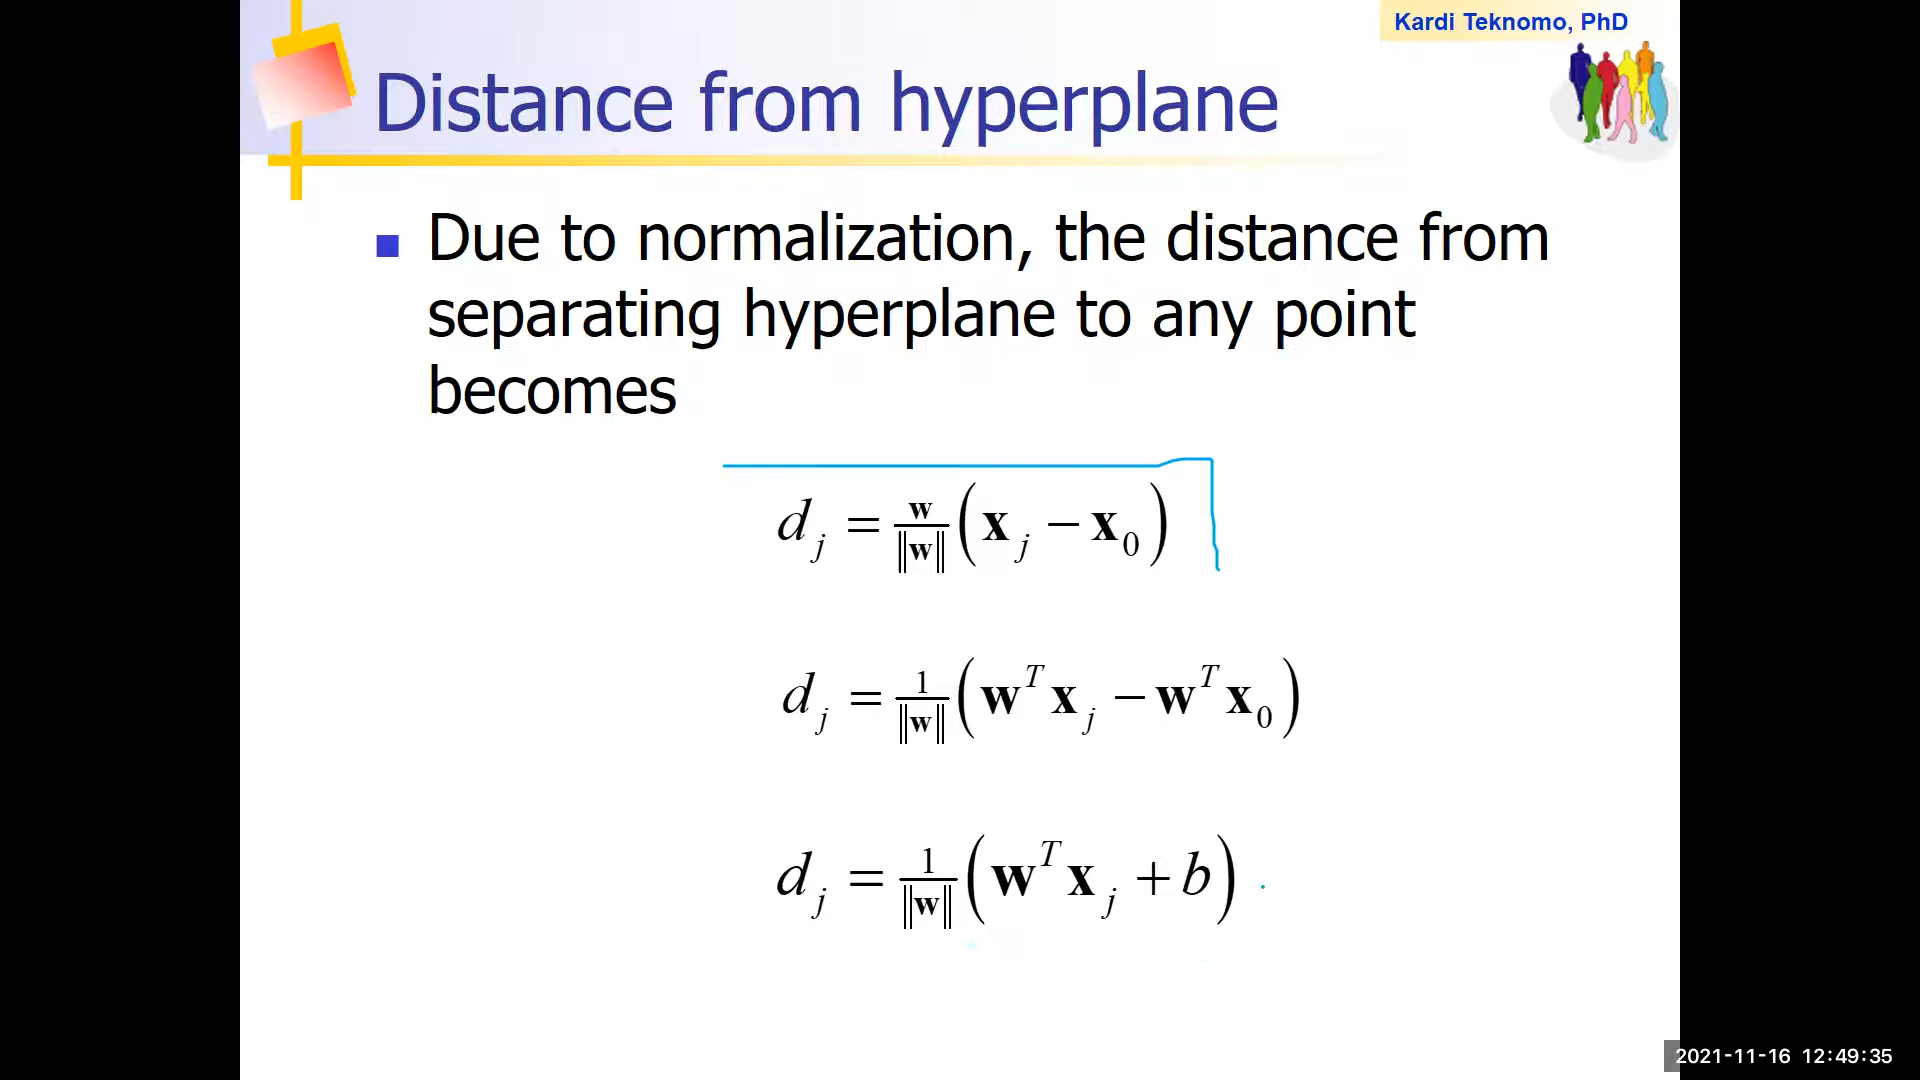 Kardi Teknomo, PhD
Distance from hyperplane
Due to normalization, the distance from
separating hyperplane to any point
becomes
d_j = w/‖w‖ (x_j − x_0)
d_j = 1/‖w‖ (w^T x_j − w^T x_0)
d_j = 1/‖w‖ (w^T x_j + b)
2021-11-16 12:49:35